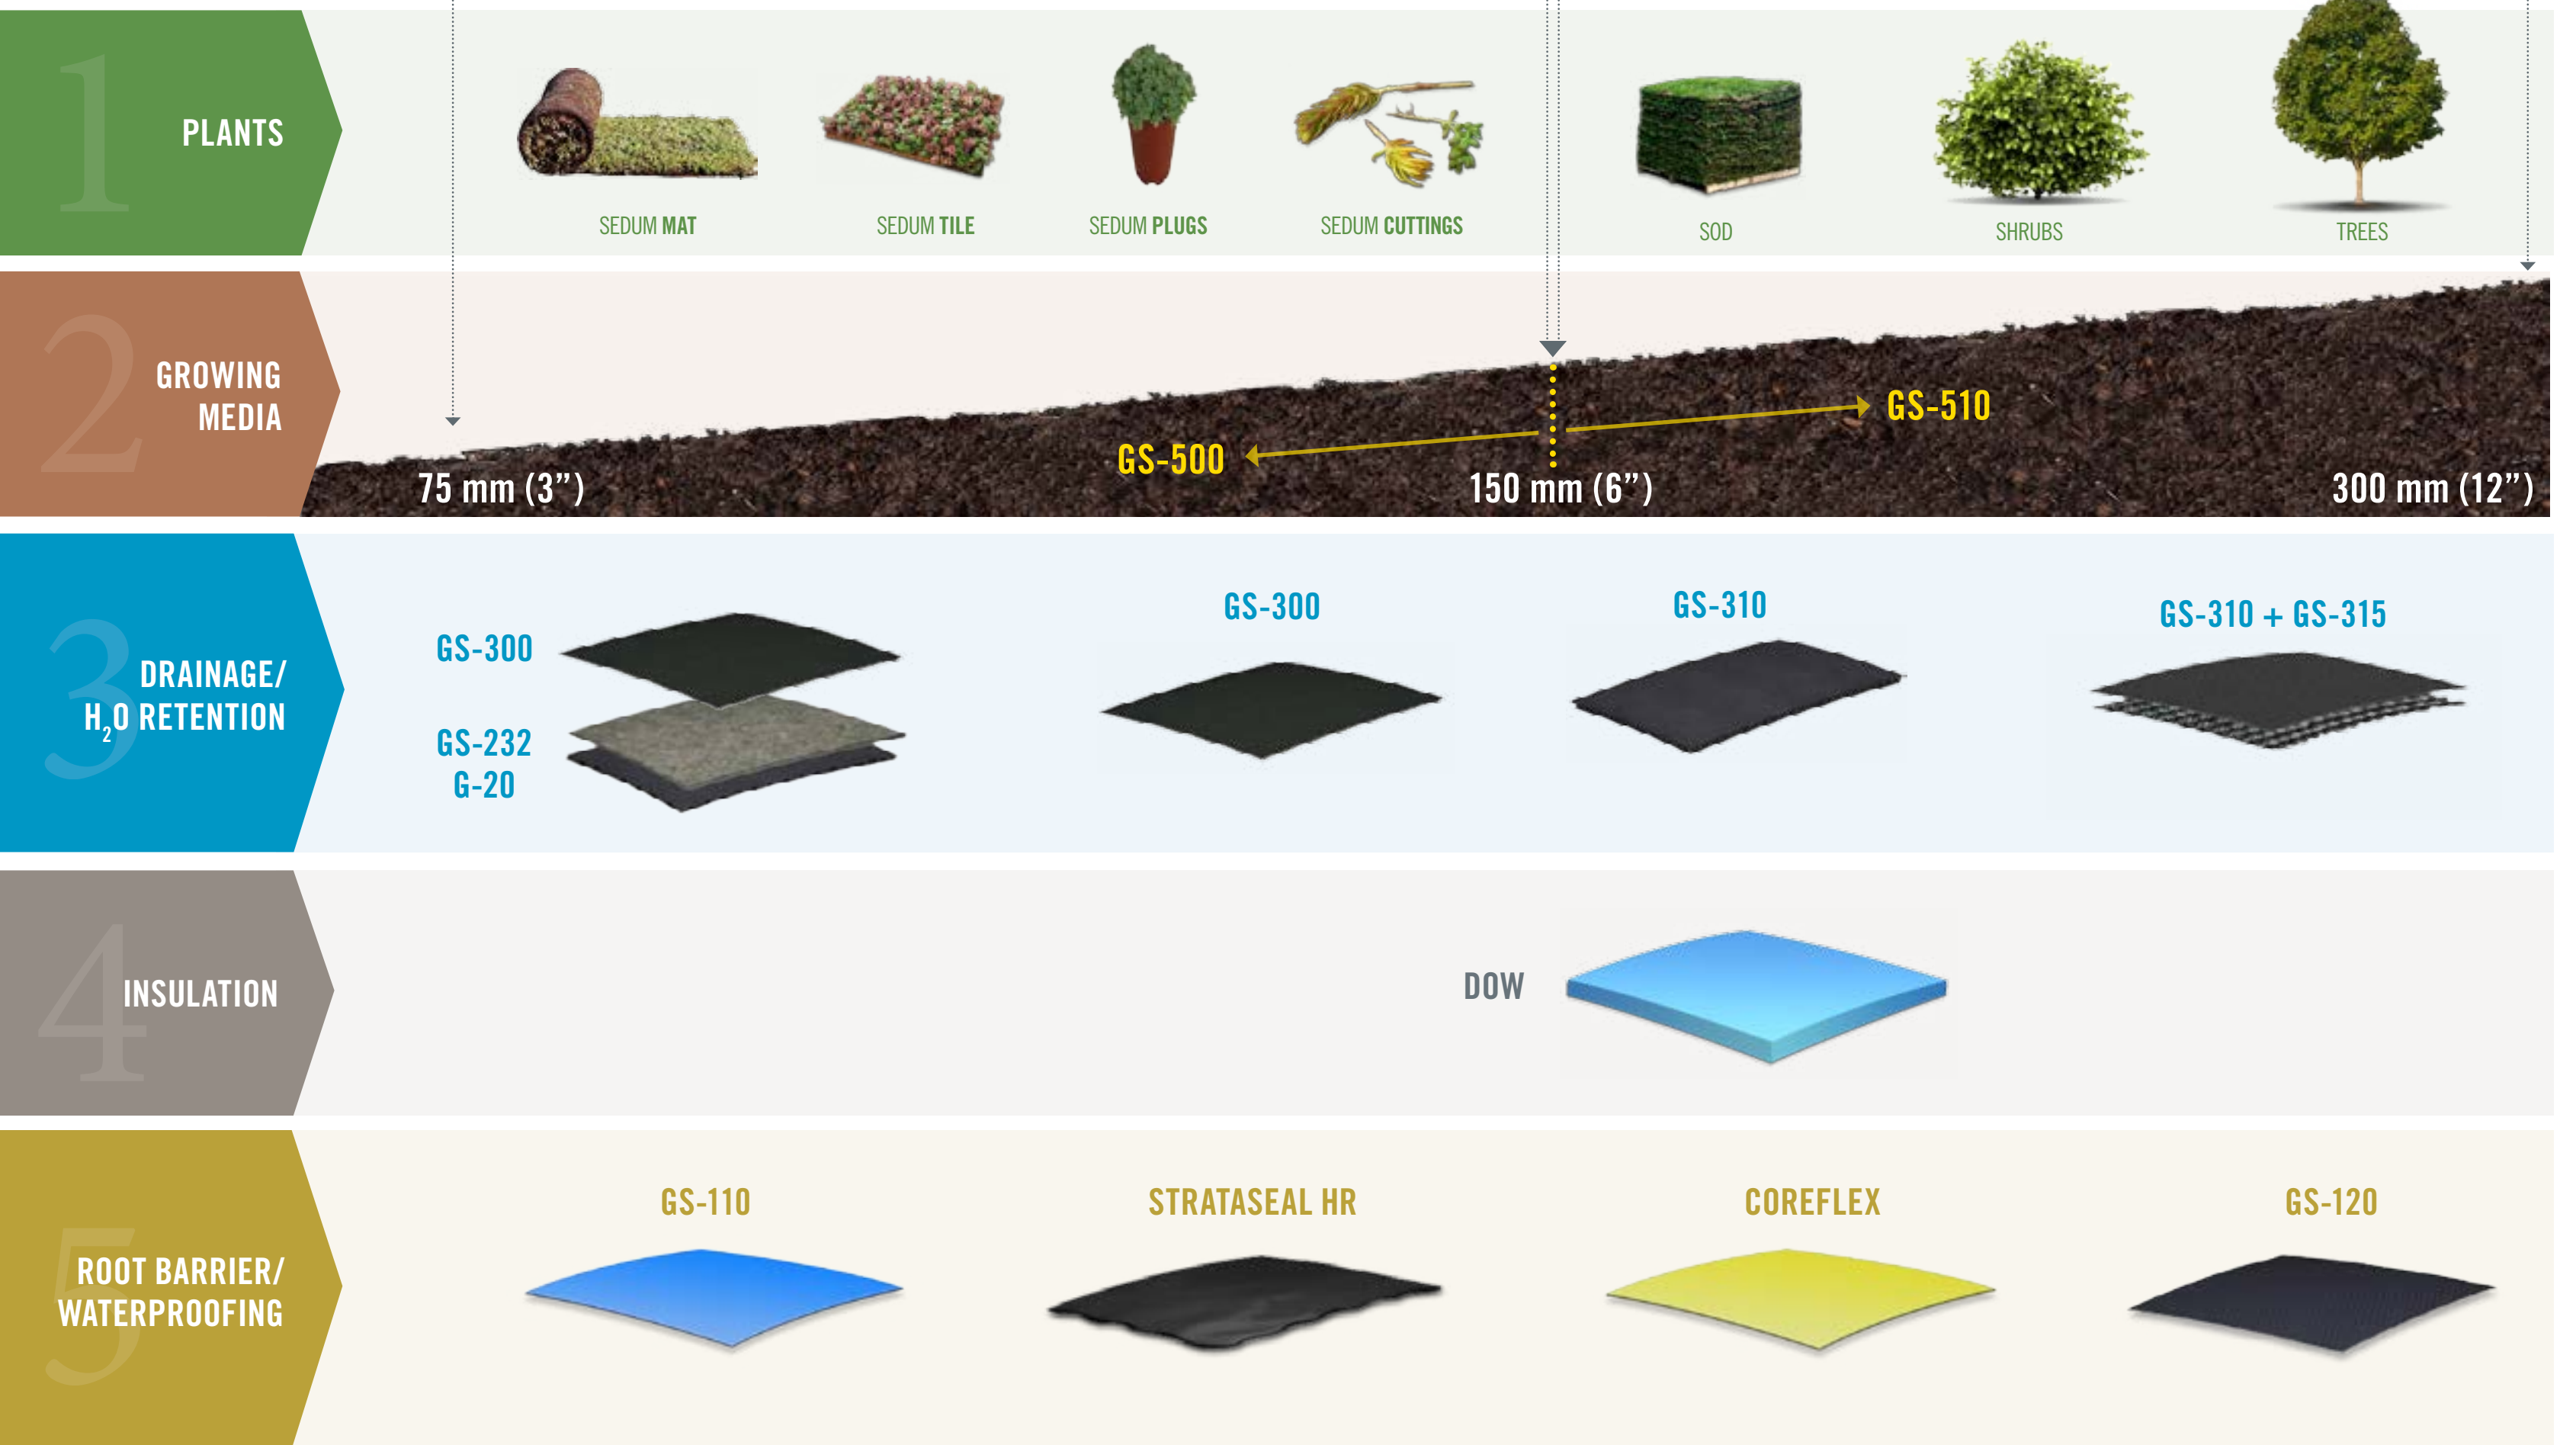 1
PLANTS
SEDUM MAT
SEDUM TILE
SEDUM PLUGS
SEDUM CUTTINGS
SOD
SHRUBS
TREES
2
GROWING
MEDIA
GS-500
GS-510
75 mm (3”)
150 mm (6”)
300 mm (12”)
3
DRAINAGE/
H₂O RETENTION
GS-300
GS-232
G-20
GS-300
GS-310
GS-310 + GS-315
4
INSULATION
DOW
5
ROOT BARRIER/
WATERPROOFING
GS-110
STRATASEAL HR
COREFLEX
GS-120